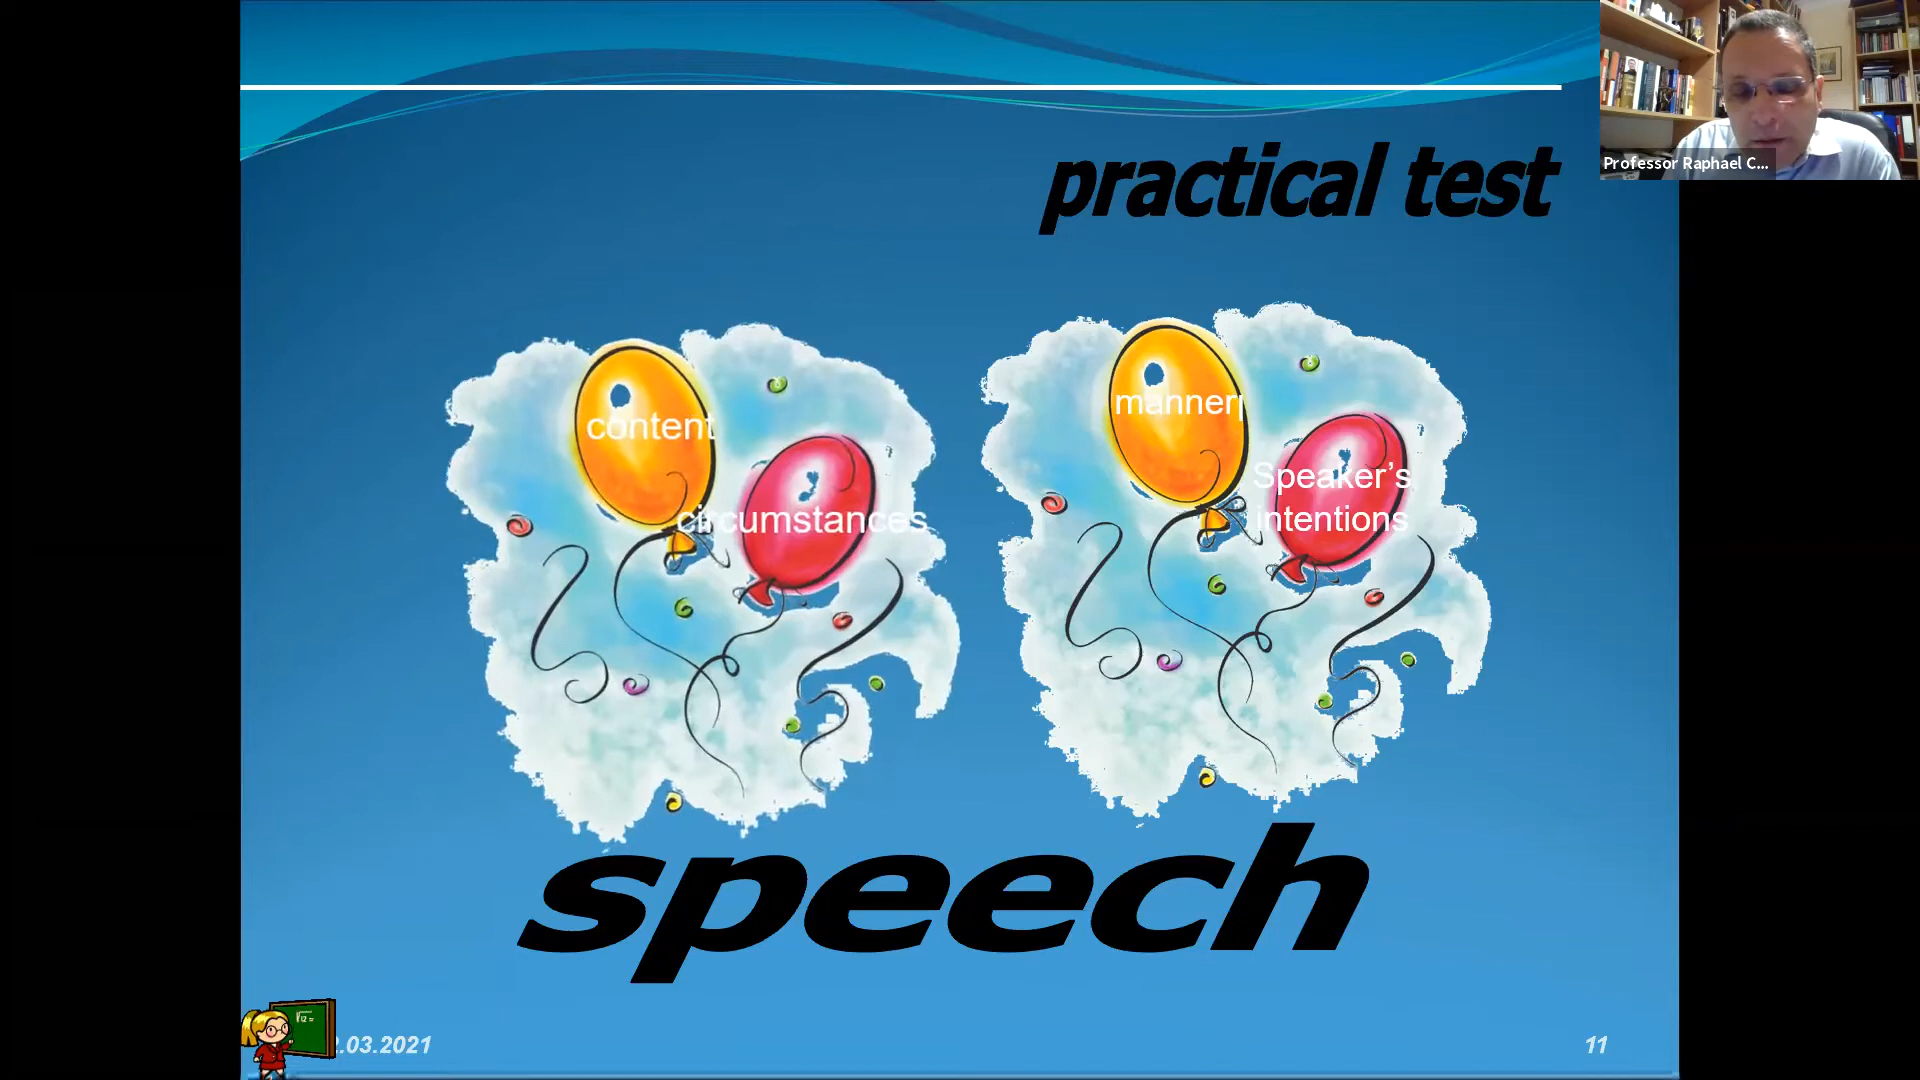 practical test
Professor Raphael C...
content
circumstances
manner
Speaker’s
intentions
speech
.03.2021
11